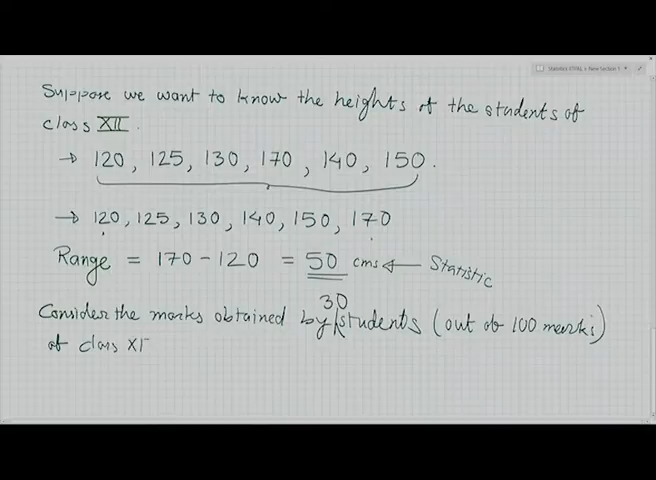 Suppose we want to know the heights of the students of
class XII.
→ 120, 125, 130, 170, 140, 150.
→ 120, 125, 130, 140, 150, 170
Range = 170 - 120 = 50 cms ← Statistic
30
Consider the marks obtained by students (out of 100 marks)
of class XI